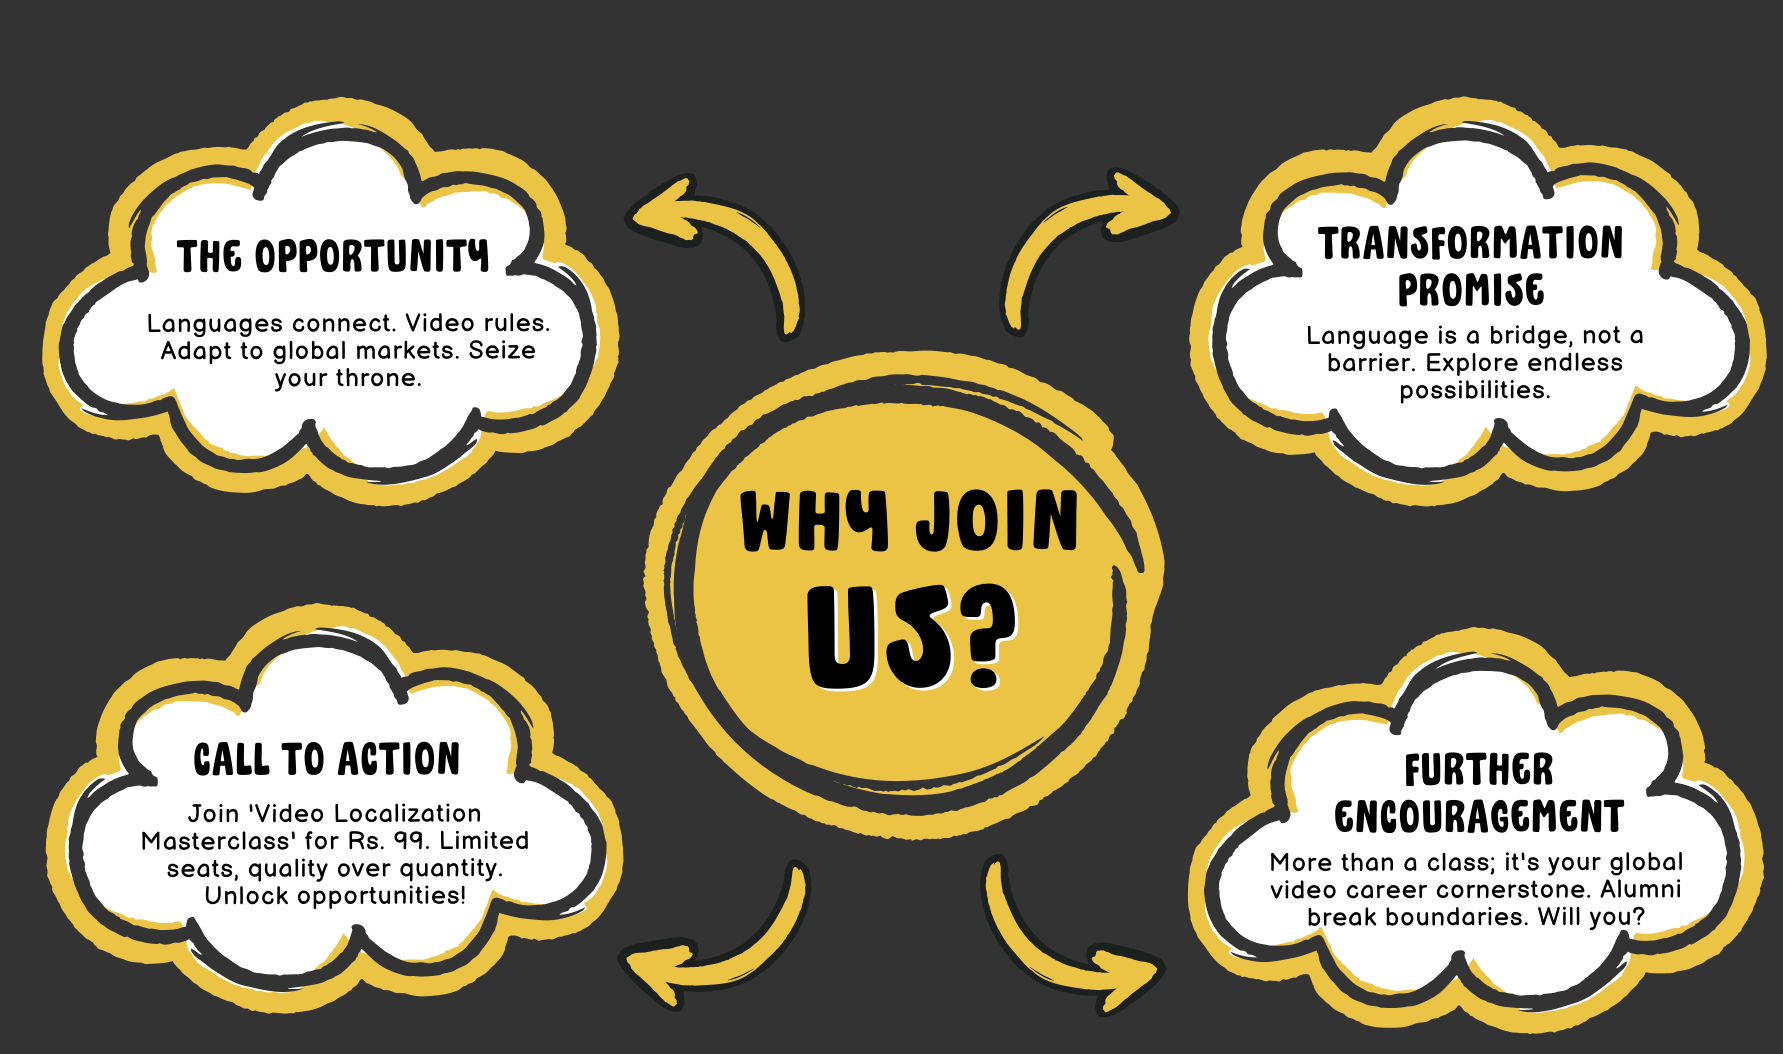 THE OPPORTUNITY
Languages connect. Video rules.
Adapt to global markets. Seize
your throne.
TRANSFORMATION
PROMISE
Language is a bridge, not a
barrier. Explore endless
possibilities.
WHY JOIN
US?
CALL TO ACTION
Join 'Video Localization
Masterclass' for Rs. 99. Limited
seats, quality over quantity.
Unlock opportunities!
FURTHER
ENCOURAGEMENT
More than a class; it's your global
video career cornerstone. Alumni
break boundaries. Will you?